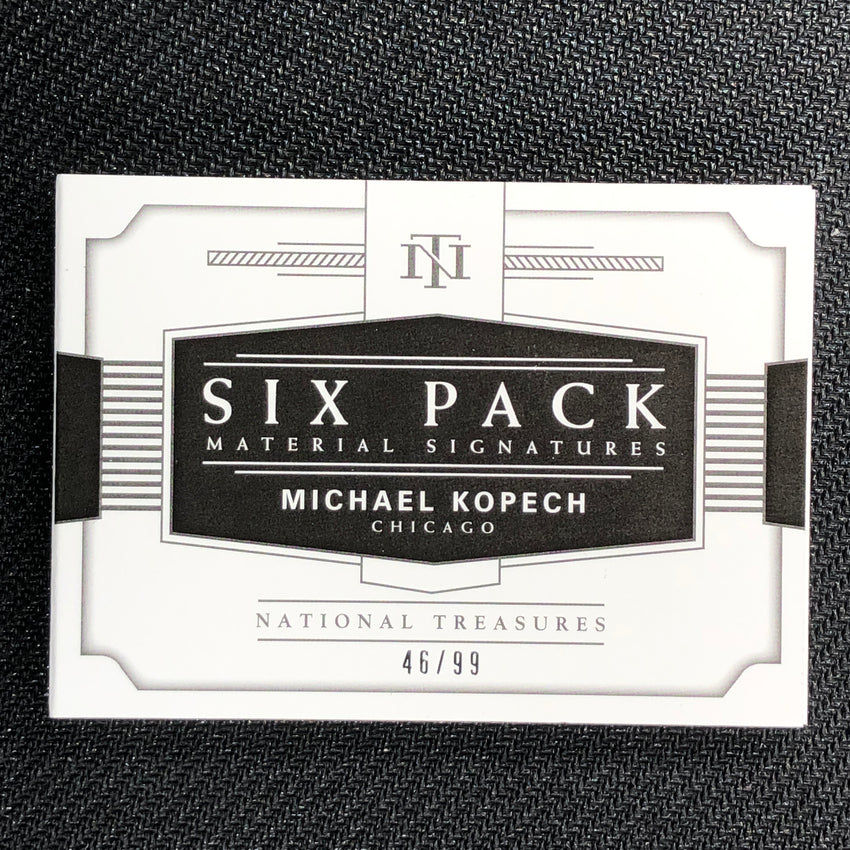 NT
SIX PACK
MATERIAL SIGNATURES
MICHAEL KOPECH
CHICAGO
NATIONAL TREASURES
46/99